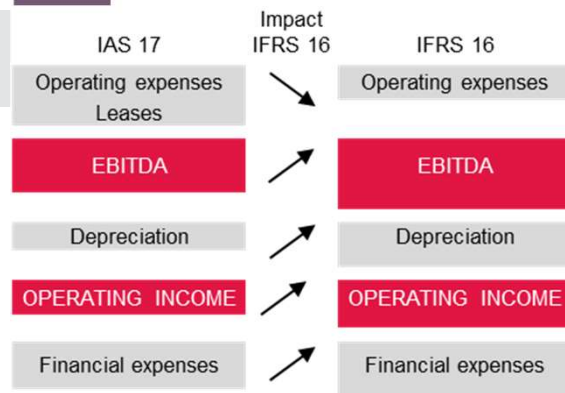 Impact
IAS 17 IFRS 16 IFRS 16
Operating expenses Operating expenses
Leases
EBITDA EBITDA
Depreciation Depreciation
OPERATING INCOME OPERATING INCOME
Financial expenses Financial expenses